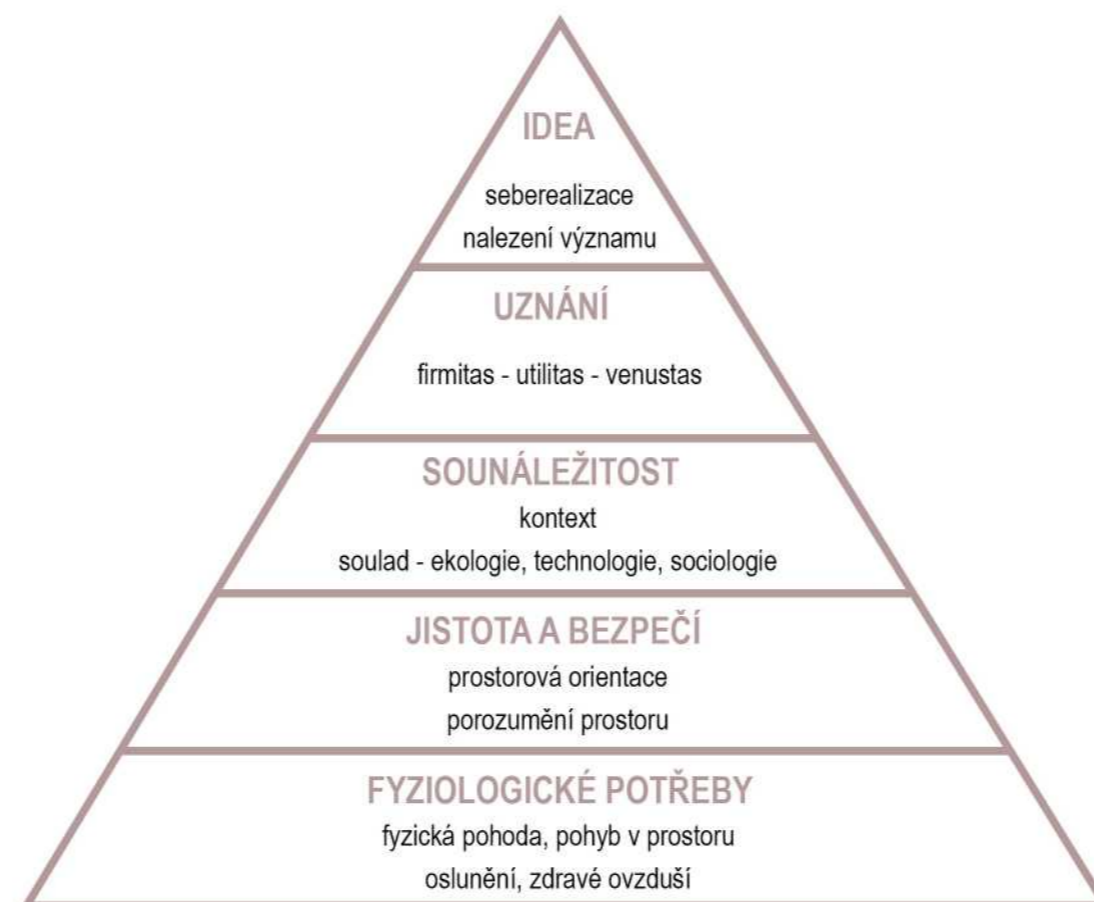 IDEA
seberealizace
nalezení významu
UZNÁNÍ
firmitas - utilitas - venustas
SOUNÁLEŽITOST
kontext
soulad - ekologie, technologie, sociologie
JISTOTA A BEZPEČÍ
prostorová orientace
porozumění prostoru
FYZIOLOGICKÉ POTŘEBY
fyzická pohoda, pohyb v prostoru
oslunění, zdravé ovzduší